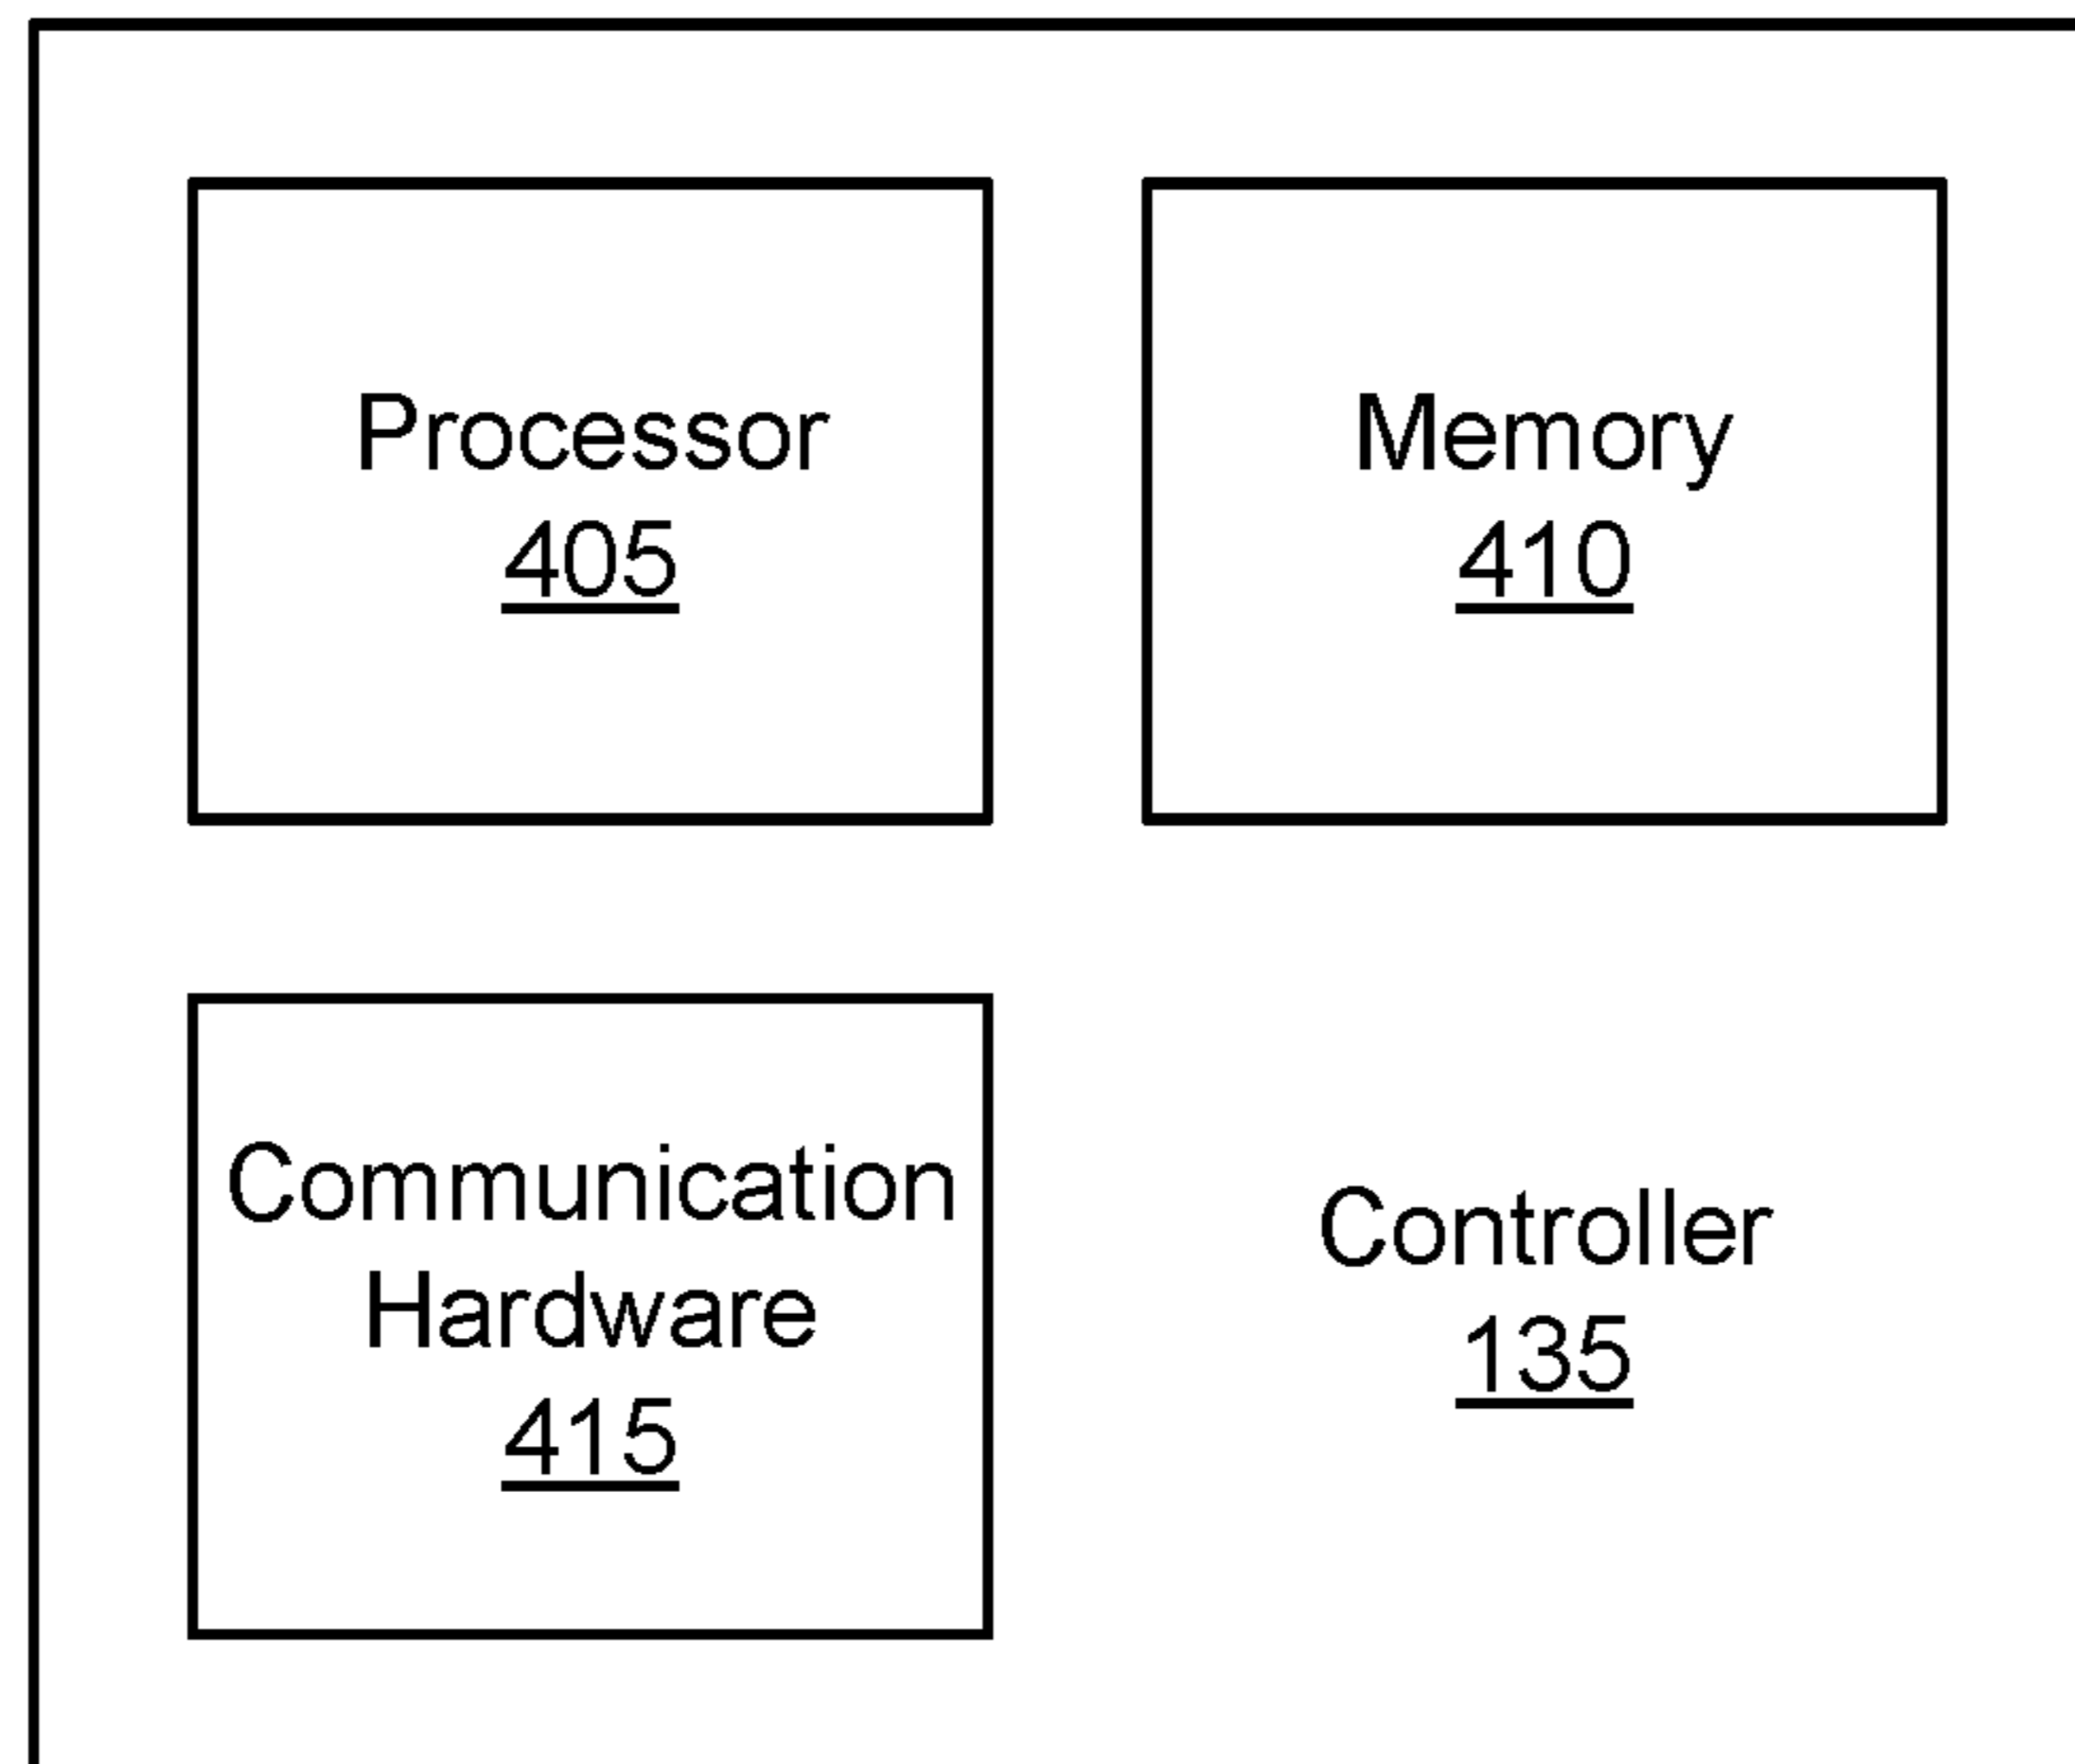 Processor
405
Memory
410
Communication
Hardware
415
Controller
135